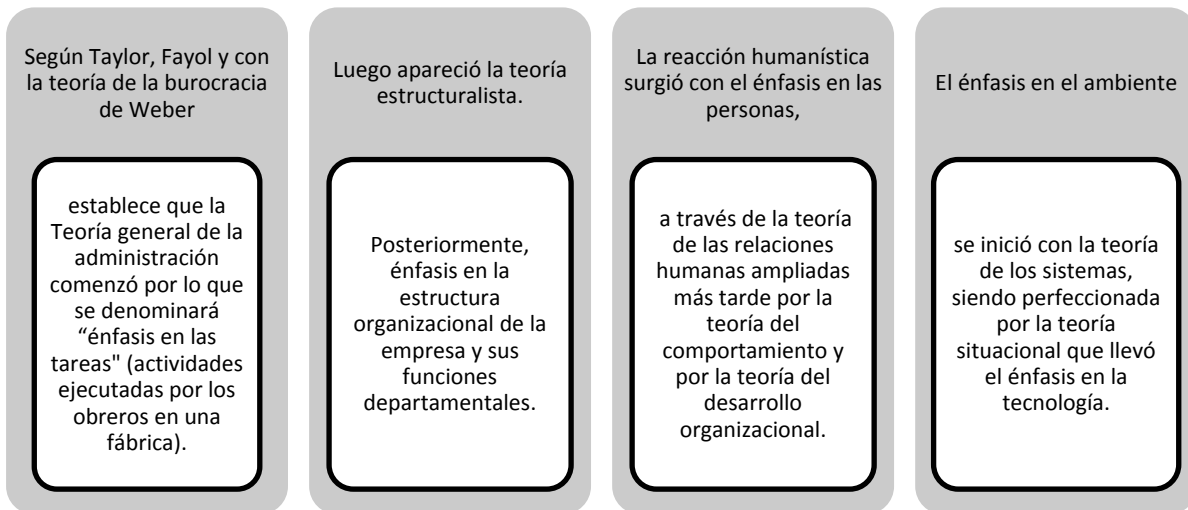 Según Taylor, Fayol y con
la teoría de la burocracia
de Weber
establece que la
Teoría general de la
administración
comenzó por lo que
se denominará
“énfasis en las
tareas" (actividades
ejecutadas por los
obreros en una
fábrica).
Luego apareció la teoría
estructuralista.
Posteriormente,
énfasis en la
estructura
organizacional de la
empresa y sus
funciones
departamentales.
La reacción humanística
surgió con el énfasis en las
personas,
a través de la teoría
de las relaciones
humanas ampliadas
más tarde por la
teoría del
comportamiento y
por la teoría del
desarrollo
organizacional.
El énfasis en el ambiente
se inició con la teoría
de los sistemas,
siendo perfeccionada
por la teoría
situacional que llevó
el énfasis en la
tecnología.